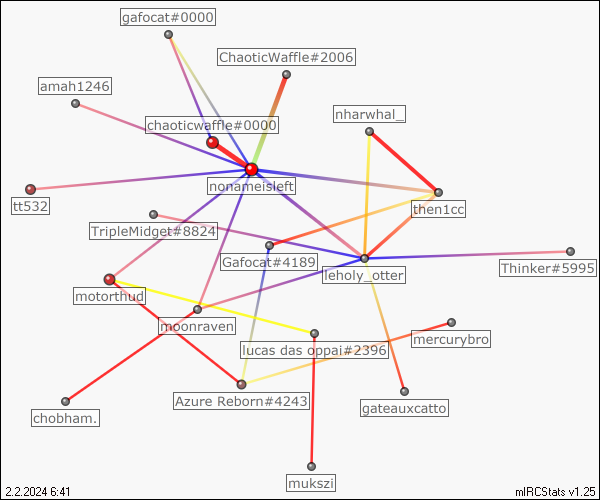 gafocat#0000
ChaoticWaffle#2006
amah1246
nharwhal_
chaoticwaffle#0000
nonameisleft
tt532
then1cc
TripleMidget#8824
Gafocat#4189
leholy_otter
Thinker#5995
motorthud
moonraven
lucas das oppai#2396
mercurybro
Azure Reborn#4243
gateauxcatto
chobham.
mukszi
2.2.2024 6:41
mIRCStats v1.25